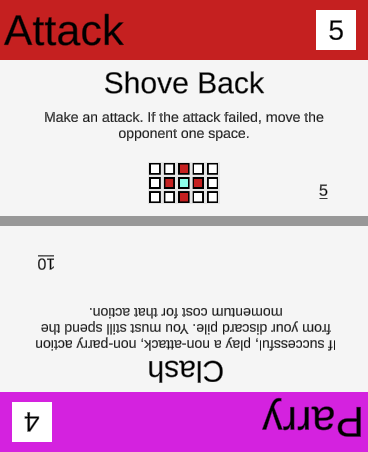 Attack 5
Shove Back
Make an attack. If the attack failed, move the
opponent one space.
5
Parry 4
Clash
If successful, play a non-attack, non-parry action
from your discard pile. You must still spend the
momentum cost for that action.
10